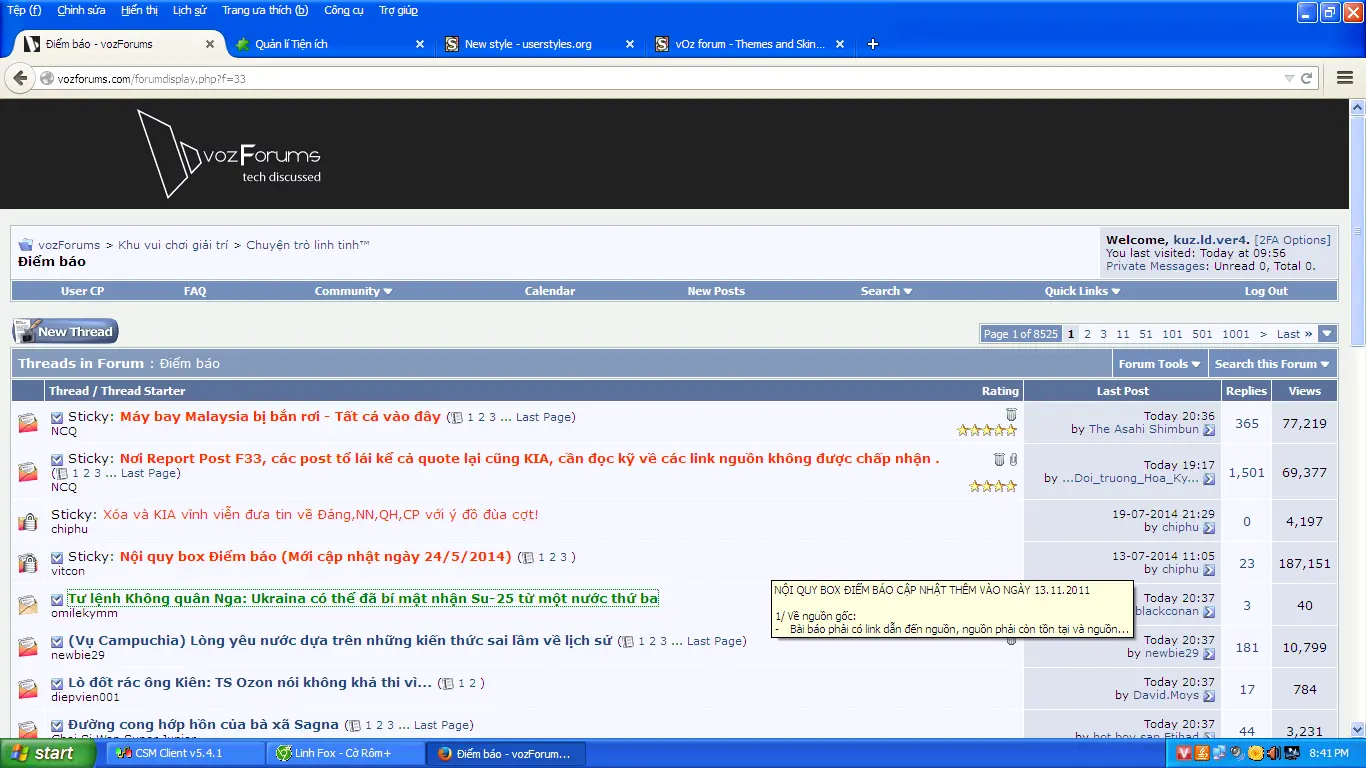 Tệp (f) Chỉnh sửa Hiển thị Lịch sử Trang ưa thích (b) Công cụ Trợ giúp
Điểm báo - vozForums Quản lí Tiện ích New style - userstyles.org vOz forum - Themes and Skin...
vozforums.com/forumdisplay.php?f=33
vozForums
tech discussed
vozForums > Khu vui chơi giải trí > Chuyện trò linh tinh™
Điểm báo
Welcome, kuz.ld.ver4. [2FA Options]
You last visited: Today at 09:56
Private Messages: Unread 0, Total 0.
User CP FAQ Community Calendar New Posts Search Quick Links Log Out
New Thread
Page 1 of 8525 1 2 3 11 51 101 501 1001 > Last »
Threads in Forum : Điểm báo Forum Tools Search this Forum
Thread / Thread Starter Rating Last Post Replies Views
Sticky: Máy bay Malaysia bị bắn rơi - Tất cả vào đây ( 1 2 3 ... Last Page)
NCQ
Today 20:36
by The Asahi Shimbun
365 77,219
Sticky: Nơi Report Post F33, các post tố lái kể cả quote lại cũng KIA, cần đọc kỹ về các link nguồn không được chấp nhận .
( 1 2 3 ... Last Page)
NCQ
Today 19:17
by ...Doi_truong_Hoa_Ky...
1,501 69,377
Sticky: Xóa và KIA vĩnh viễn đưa tin về Đảng,NN,QH,CP với ý đồ đùa cợt!
chiphu
19-07-2014 21:29
by chiphu
0 4,197
Sticky: Nội quy box Điểm báo (Mới cập nhật ngày 24/5/2014) ( 1 2 3 )
vitcon
13-07-2014 11:05
by chiphu
23 187,151
Tư lệnh Không quân Nga: Ukraina có thể đã bí mật nhận Su-25 từ một nước thứ ba
omilekymm
blackconan
3 40
NỘI QUY BOX ĐIỂM BÁO CẬP NHẬT THÊM VÀO NGÀY 13.11.2011
1/ Về nguồn gốc:
- Bài báo phải có link dẫn đến nguồn, nguồn phải còn tồn tại và nguồn...
(Vụ Campuchia) Lòng yêu nước dựa trên những kiến thức sai lầm về lịch sử ( 1 2 3 ... Last Page)
newbie29
Today 20:37
by newbie29
181 10,799
Lò đốt rác ông Kiên: TS Ozon nói không khả thi vì... ( 1 2 )
diepvien001
Today 20:37
by David.Moys
17 784
Đường cong hớp hồn của bà xã Sagna ( 1 2 3 ... Last Page)
Today 20:37
by hot boy san Etihad
44 3,231
start CSM Client v5.4.1 Linh Fox - Cờ Rôm+ Điểm báo - vozForum... 8:41 PM